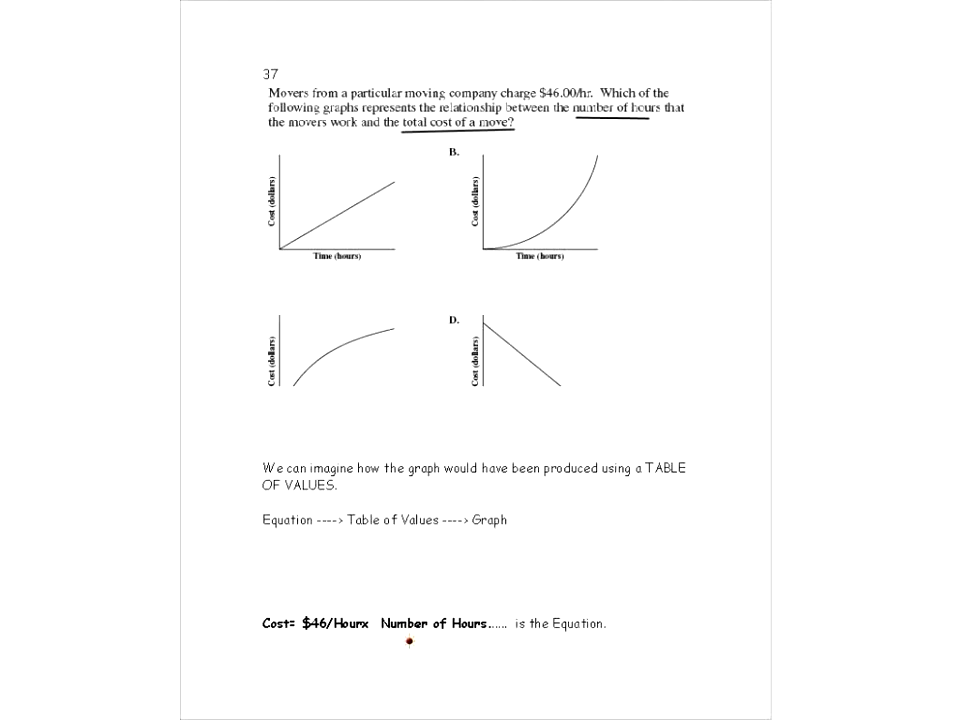 37
Movers from a particular moving company charge $46.00/hr. Which of the
following graphs represents the relationship between the number of hours that
the movers work and the total cost of a move?
B.
Cost (dollars)
Cost (dollars)
Time (hours)
Time (hours)
D.
Cost (dollars)
Cost (dollars)
We can imagine how the graph would have been produced using a TABLE
OF VALUES.
Equation ----> Table of Values ----> Graph
Cost= $46/Hourx Number of Hours...... is the Equation.